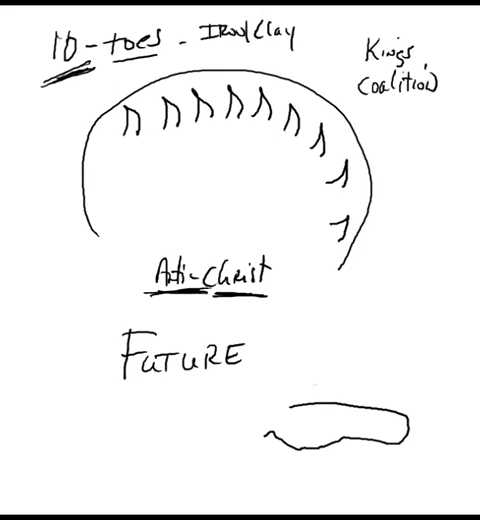 10-toes - Iron/Clay
Kings
Coalition
Anti-Christ
FUTURE